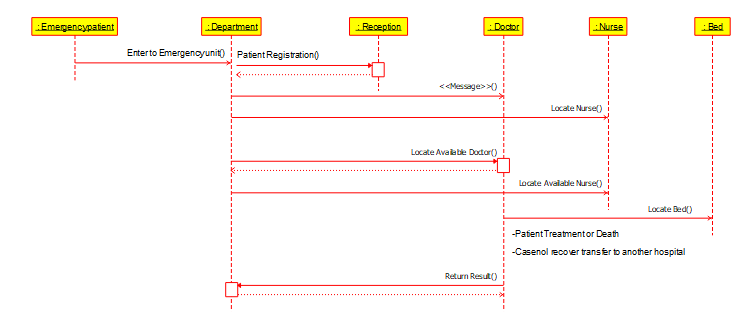 : Emergencypatient
: Department
: Reception
: Doctor
: Nurse
: Bed
Enter to Emergencyunit()
Patient Registration()
<<Message>>()
Locate Nurse()
Locate Available Doctor()
Locate Available Nurse()
Locate Bed()
-Patient Treatment or Death
-Casenol recover transfer to another hospital
Return Result()